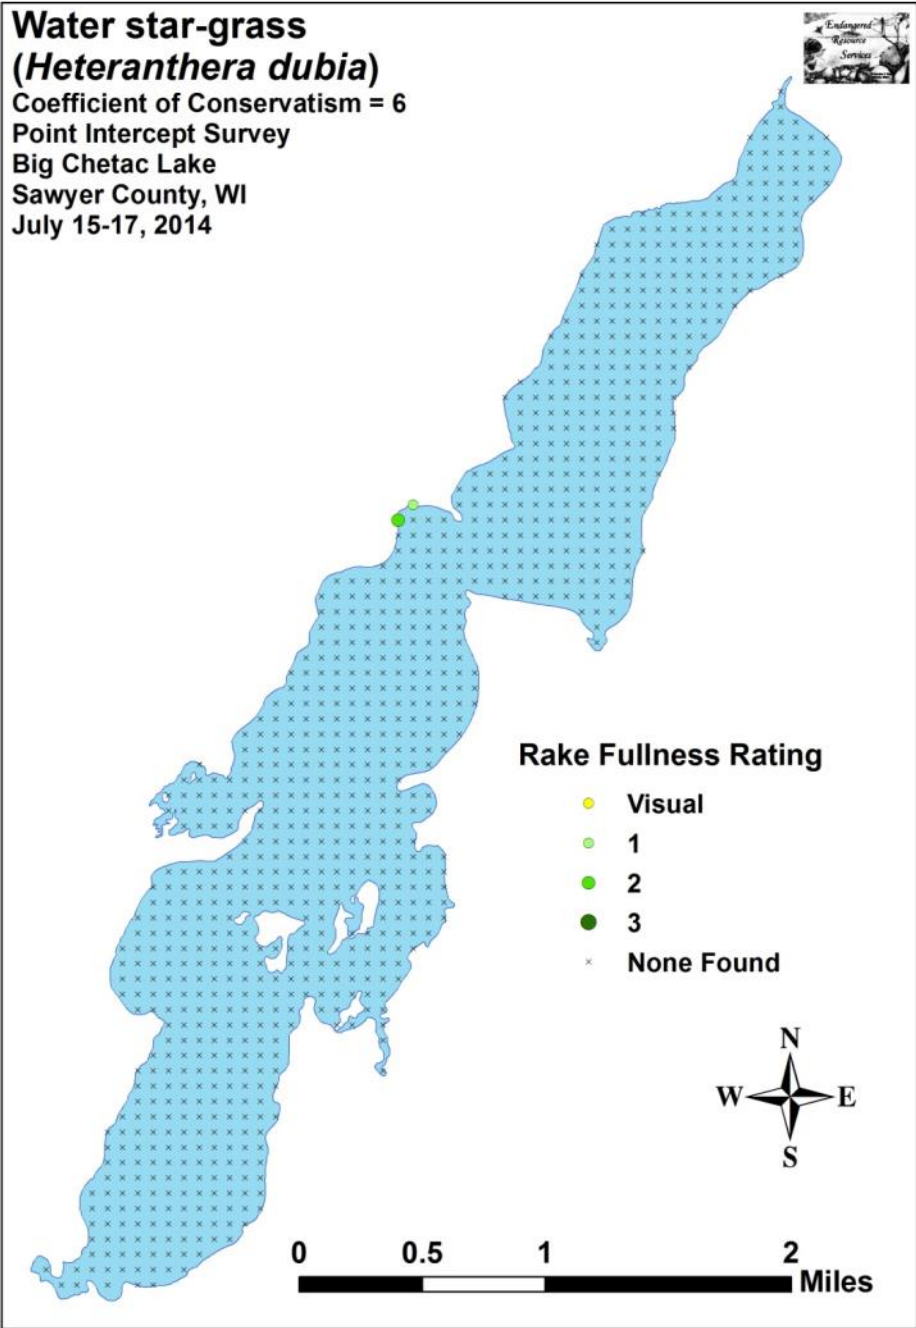 Water star-grass
(Heteranthera dubia)
Coefficient of Conservatism = 6
Point Intercept Survey
Big Chetac Lake
Sawyer County, WI
July 15-17, 2014
Endangered
Resource
Services
Rake Fullness Rating
Visual
1
2
3
None Found
N
W E
S
0 0.5 1 2
Miles